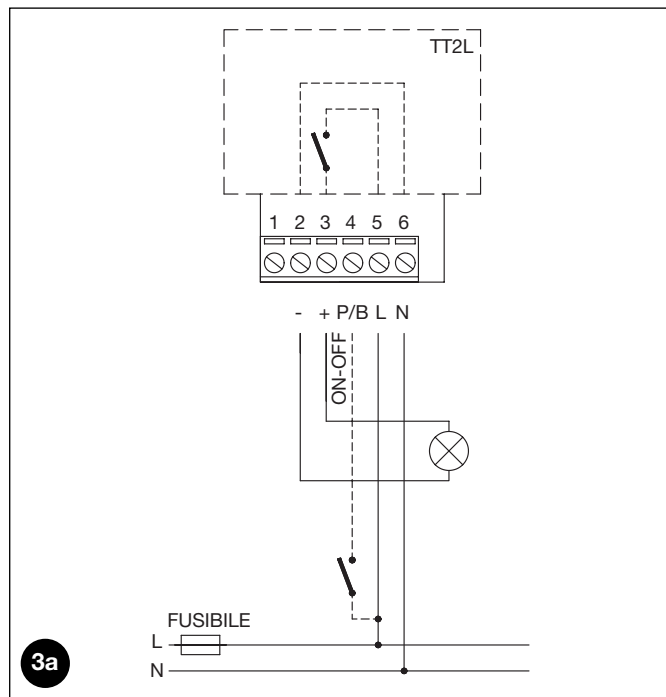 TT2L
1 2 3 4 5 6
- + P/B L N
ON-OFF
FUSIBILE
L
N
3a